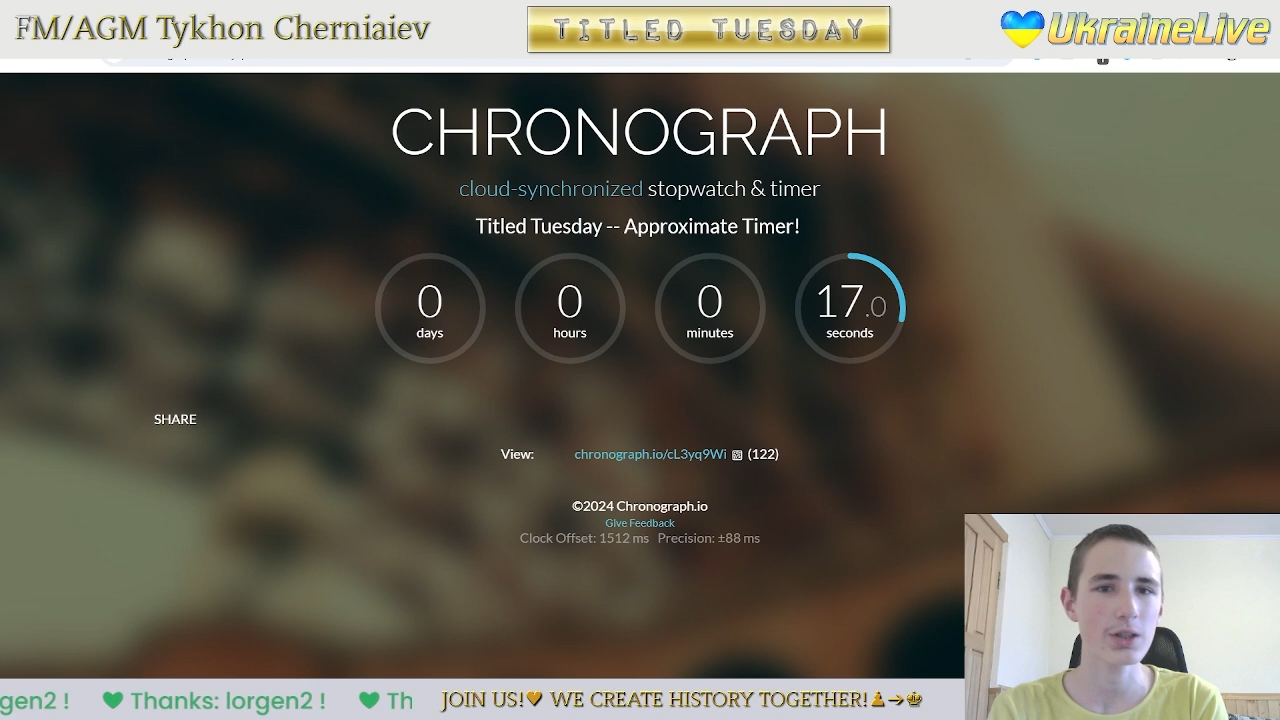 FM/AGM Tykhon Cherniaiev
TITLED TUESDAY
UkraineLive
CHRONOGRAPH
cloud-synchronized stopwatch & timer
Titled Tuesday -- Approximate Timer!
0 0 0 17.0
days hours minutes seconds
SHARE
View: chronograph.io/cL3yq9Wi (122)
©2024 Chronograph.io
Give Feedback
Clock Offset: 1512 ms Precision: ±88 ms
gen2 ! 💚 Thanks: lorgen2 ! 💚 Th
JOIN US!🧡 WE CREATE HISTORY TOGETHER!♟→♚